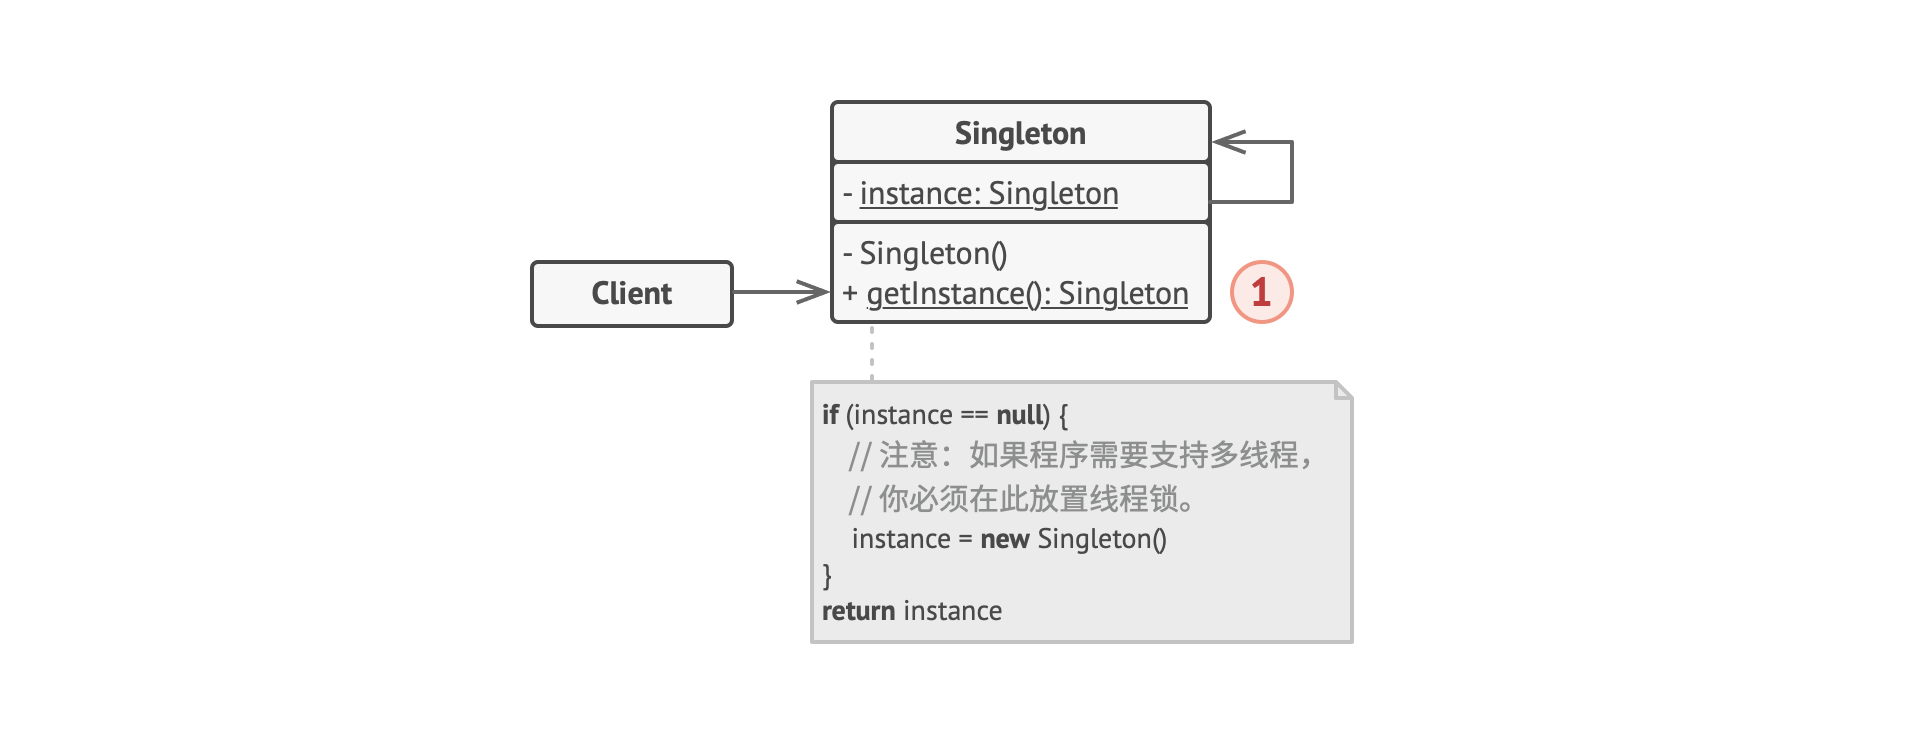 Singleton
- instance: Singleton
- Singleton()
+ getInstance(): Singleton
Client
1
if (instance == null) {
// 注意：如果程序需要支持多线程，
// 你必须在此放置线程锁。
instance = new Singleton()
}
return instance